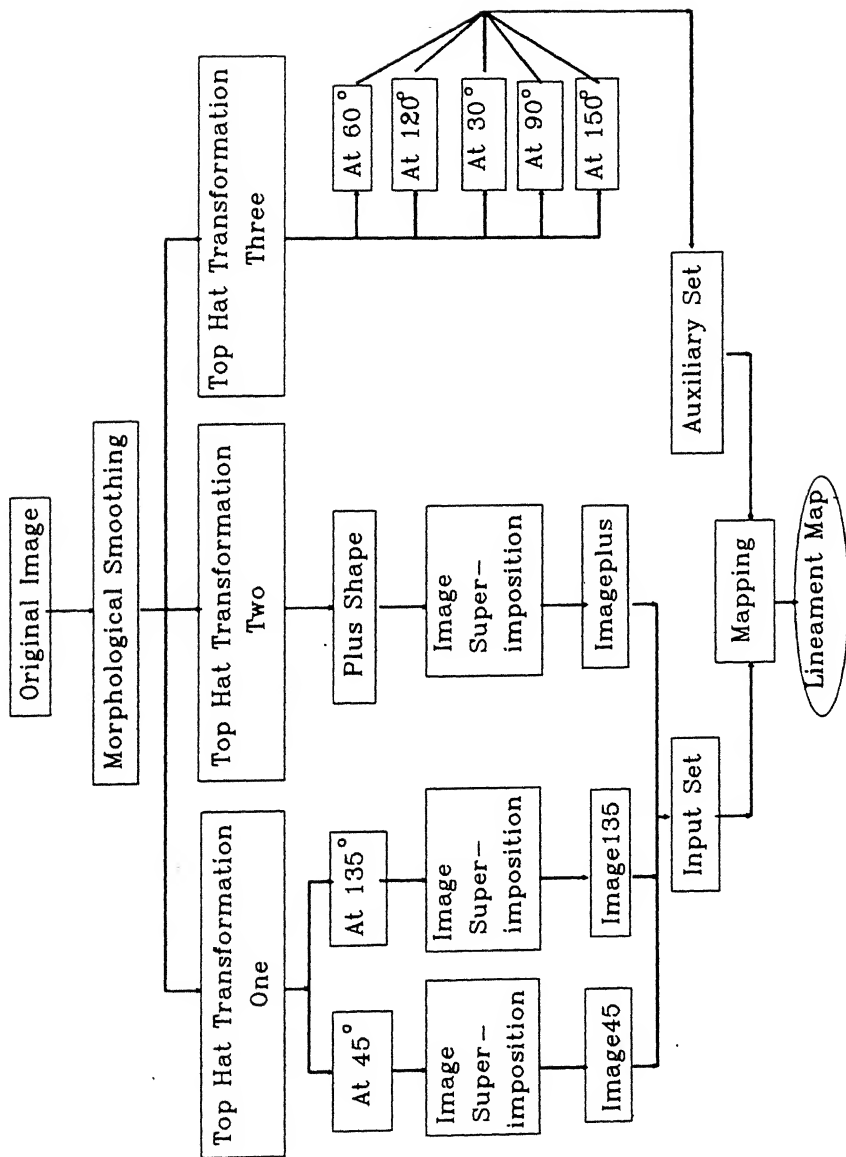 Original Image
Morphological Smoothing
Top Hat Transformation
One
Top Hat Transformation
Two
Top Hat Transformation
Three
At 45°
At 135°
Plus Shape
At 60°
At 120°
At 30°
At 90°
At 150°
Image
Super-
imposition
Image
Super-
imposition
Image
Super-
imposition
Image45
Image135
Imageplus
Input Set
Auxiliary Set
Mapping
Lineament Map